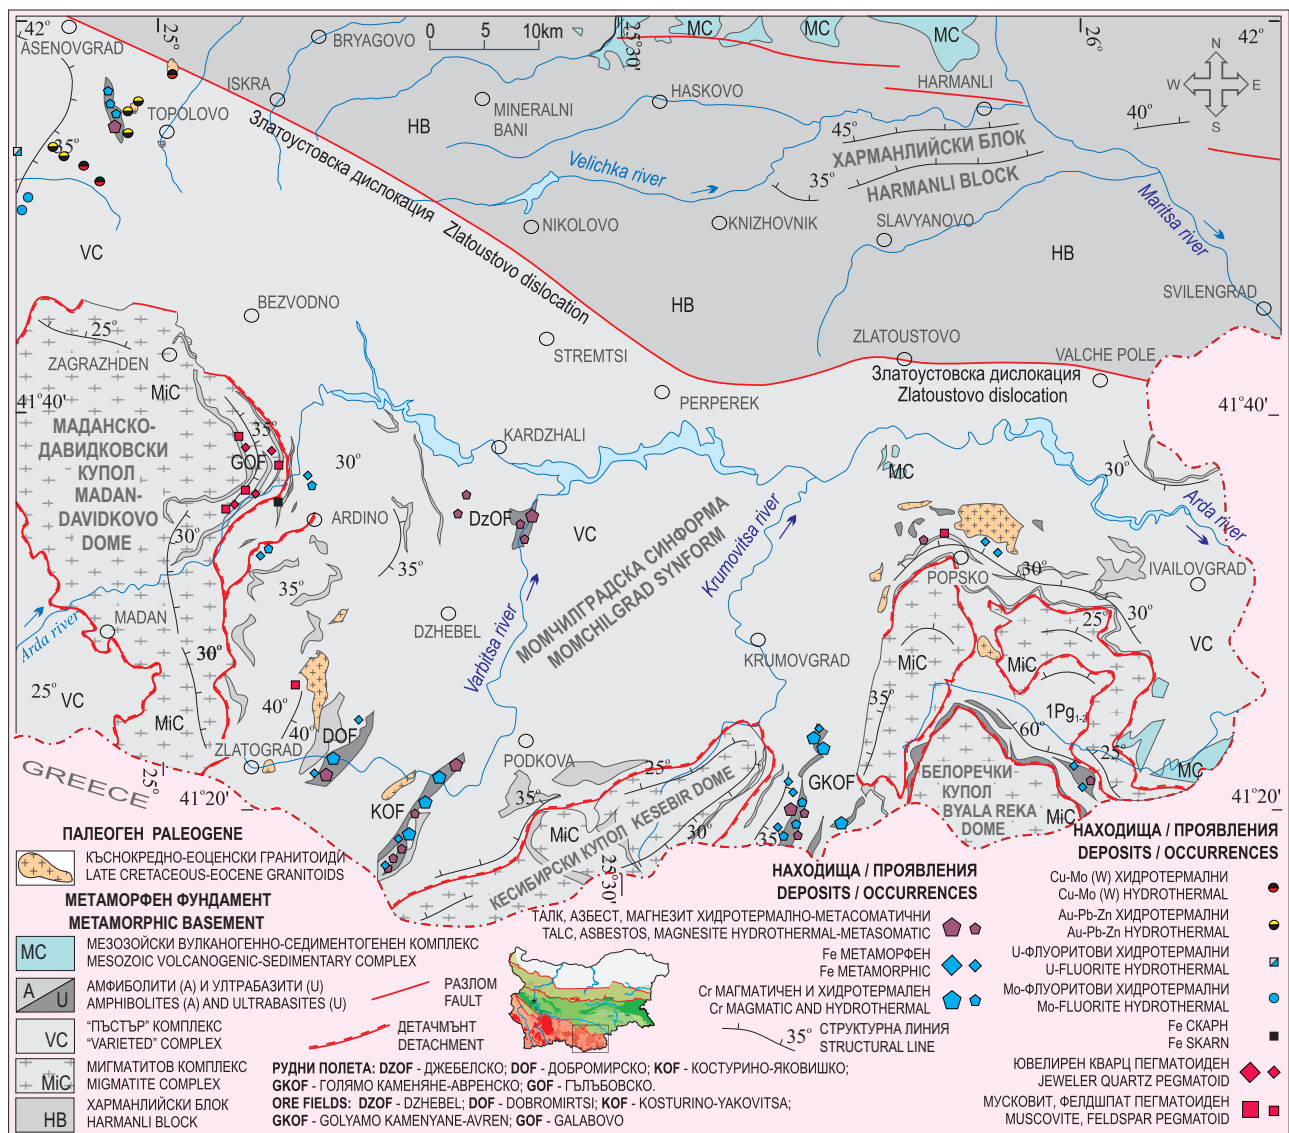 42°
25°
ASENOVGRAD
BRYAGOVO
0 5 10km
25°30'
MC
MC
MC
26°
42°
N
W E
S
ISKRA
TOPOLOVO
MINERALNI
BANI
HASKOVO
HARMANLI
HB
40°
45°
ХАРМАНЛИЙСКИ БЛОК
HARMANLI BLOCK
35°
35°
Златоустовска дислокация
Zlatoustovo dislocation
Velichka river
Maritsa river
NIKOLOVO
KNIZHOVNIK
SLAVYANOVO
VC
HB
HB
SVILENGRAD
BEZVODNO
STREMTSI
ZLATOUSTOVO
VALCHE POLE
Златоустовска дислокация
Zlatoustovo dislocation
25°
ZAGRAZHDEN
MiC
PERPEREK
41°40'
41°40'
МАДАНСКО-
ДАВИДКОВСКИ
КУПОЛ
MADAN-
DAVIDKOVO
DOME
35°
GOF
30°
KARDZHALI
MC
30°
ARDINO
DzOF
VC
30°
35°
35°
МОМЧИЛГРАДСКА СИНФОРМА
MOMCHILGRAD SYNFORM
Krumovitsa river
Arda river
POPSKO
30°
IVAILOVGRAD
30°
25°
VC
MADAN
Arda river
DZHEBEL
Varbitsa river
KRUMOVGRAD
MiC
MiC
30°
25°
VC
MiC
40°
40°
DOF
ZLATOGRAD
35°
1Pg1-2
60°
25°
MC
GREECE
25°
41°20'
PODKOVA
35°
25°
KOF
MiC
КЕСИБИРСКИ КУПОЛ KESEBIR DOME
30°
25°30'
GKOF
35°
БЕЛОРЕЧКИ
КУПОЛ
BYALA REKA
DOME
MiC
41°20'
ПАЛЕОГЕН PALEOGENE
КЪСНОКРЕДНО-ЕОЦЕНСКИ ГРАНИТОИДИ
LATE CRETACEOUS-EOCENE GRANITOIDS
МЕТАМОРФЕН ФУНДАМЕНТ
METAMORPHIC BASEMENT
MC
МЕЗОЗОЙСКИ ВУЛКАНОГЕННО-СЕДИМЕНТОГЕНЕН КОМПЛЕКС
MESOZOIC VOLCANOGENIC-SEDIMENTARY COMPLEX
A U
АМФИБОЛИТИ (А) И УЛТРАБАЗИТИ (U)
AMPHIBOLITES (A) AND ULTRABASITES (U)
VC
"ПЪСТЪР" КОМПЛЕКС
"VARIETED" COMPLEX
MiC
МИГМАТИТОВ КОМПЛЕКС
MIGMATITE COMPLEX
HB
ХАРМАНЛИЙСКИ БЛОК
HARMANLI BLOCK
РАЗЛОМ
FAULT
ДЕТАЧМЪНТ
DETACHMENT
НАХОДИЩА / ПРОЯВЛЕНИЯ
DEPOSITS / OCCURRENCES
ТАЛК, АЗБЕСТ, МАГНЕЗИТ ХИДРОТЕРМАЛНО-МЕТАСОМАТИЧНИ
TALC, ASBESTOS, MAGNESITE HYDROTHERMAL-METASOMATIC
Fe МЕТАМОРФЕН
Fe METAMORPHIC
Cr МАГМАТИЧЕН И ХИДРОТЕРМАЛЕН
Cr MAGMATIC AND HYDROTHERMAL
35°
СТРУКТУРНА ЛИНИЯ
STRUCTURAL LINE
НАХОДИЩА / ПРОЯВЛЕНИЯ
DEPOSITS / OCCURRENCES
Cu-Mo (W) ХИДРОТЕРМАЛНИ
Cu-Mo (W) HYDROTHERMAL
Au-Pb-Zn ХИДРОТЕРМАЛНИ
Au-Pb-Zn HYDROTHERMAL
U-ФЛУОРИТОВИ ХИДРОТЕРМАЛНИ
U-FLUORITE HYDROTHERMAL
Mo-ФЛУОРИТОВИ ХИДРОТЕРМАЛНИ
Mo-FLUORITE HYDROTHERMAL
Fe СКАРН
Fe SKARN
ЮВЕЛИРЕН КВАРЦ ПЕГМАТОИДЕН
JEWELER QUARTZ PEGMATOID
МУСКОВИТ, ФЕЛДШПАТ ПЕГМАТОИДЕН
MUSCOVITE, FELDSPAR PEGMATOID
РУДНИ ПОЛЕТА: DZOF - ДЖЕБЕЛСКО; DOF - ДОБРОМИРСКО; KOF - КОСТУРИНО-ЯКОВИШКО;
GKOF - ГОЛЯМО КАМЕНЯНЕ-АВРЕНСКО; GOF - ГЪЛЪБОВСКО.
ORE FIELDS: DZOF - DZHEBEL; DOF - DOBROMIRTSI; KOF - KOSTURINO-YAKOVITSA;
GKOF - GOLYAMO KAMENYANE-AVREN; GOF - GALABOVO